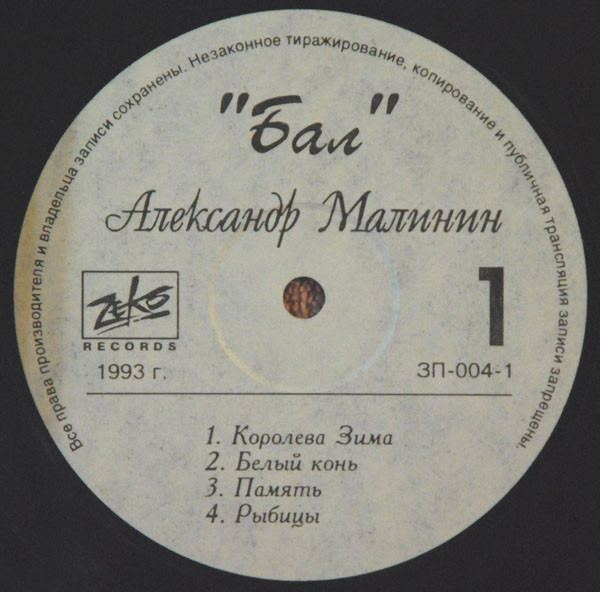 Все права производителя и владельца записи сохранены. Незаконное тиражирование, копирование и публичная трансляция записи запрещены.
"Бал"
Александр Малинин
ZEKO
RECORDS
1993 г.
1
ЗП-004-1
1. Королева Зима
2. Белый конь
3. Память
4. Рыбицы